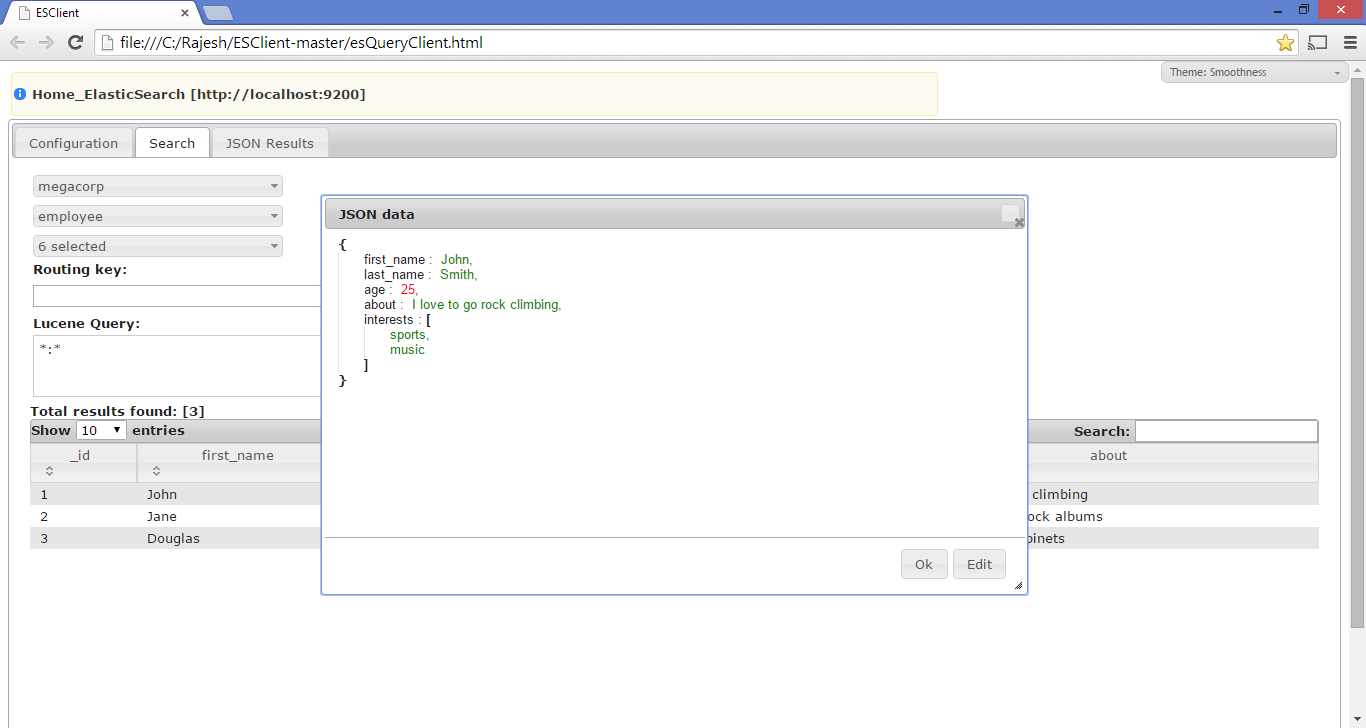 ESClient
file:///C:/Rajesh/ESClient-master/esQueryClient.html
Theme: Smoothness
Home_ElasticSearch [http://localhost:9200]
Configuration Search JSON Results
megacorp
employee
6 selected
Routing key:
Lucene Query:
*:*
JSON data
{
first_name : John,
last_name : Smith,
age : 25,
about : I love to go rock climbing,
interests : [
sports,
music
]
}
Ok Edit
Total results found: [3]
Show 10 entries Search:
_id first_name about
1 John climbing
2 Jane albums
3 Douglas